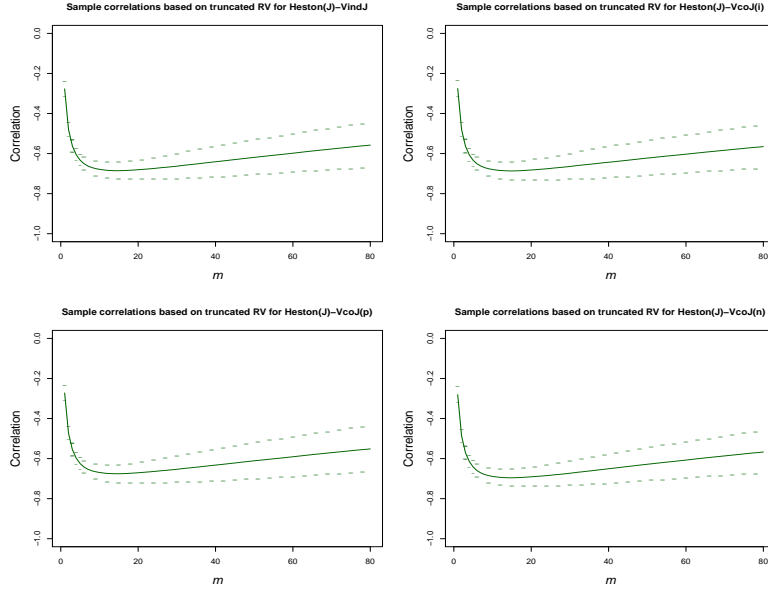 Sample correlations based on truncated RV for Heston(J)−VindJ
Correlation
0.0
−0.2
−0.4
−0.6
−0.8
−1.0
0 20 40 60 80
m
Sample correlations based on truncated RV for Heston(J)−VcoJ(i)
Correlation
0.0
−0.2
−0.4
−0.6
−0.8
−1.0
0 20 40 60 80
m
Sample correlations based on truncated RV for Heston(J)−VcoJ(p)
Correlation
0.0
−0.2
−0.4
−0.6
−0.8
−1.0
0 20 40 60 80
m
Sample correlations based on truncated RV for Heston(J)−VcoJ(n)
Correlation
0.0
−0.2
−0.4
−0.6
−0.8
−1.0
0 20 40 60 80
m